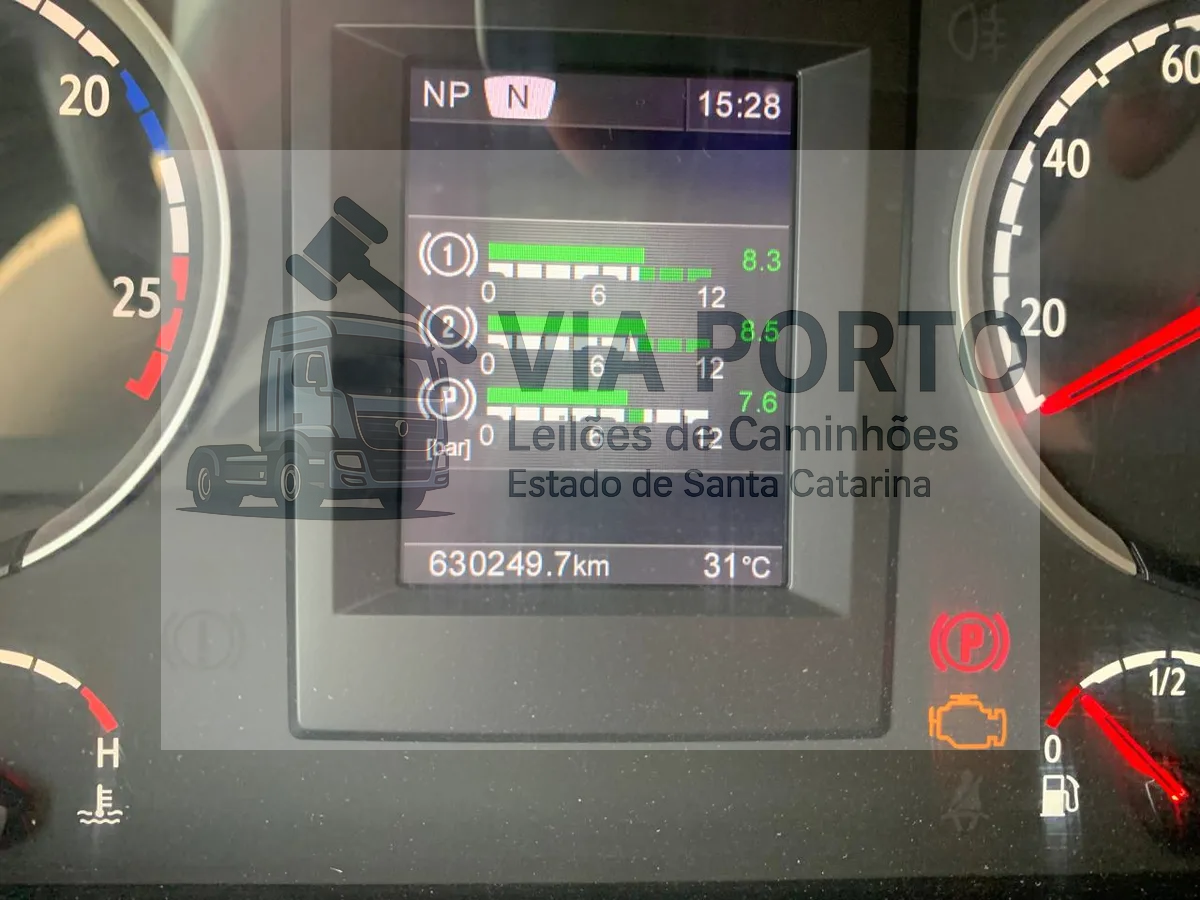 20
25
NP N 15:28
1 8.3
0 6 12
2 8.5
0 6 12
P 7.6
[bar] 0 6 12
630249.7km 31°C
VIA PORTO
Leilões de Caminhões
Estado de Santa Catarina
60
40
20
P
H
1/2
0